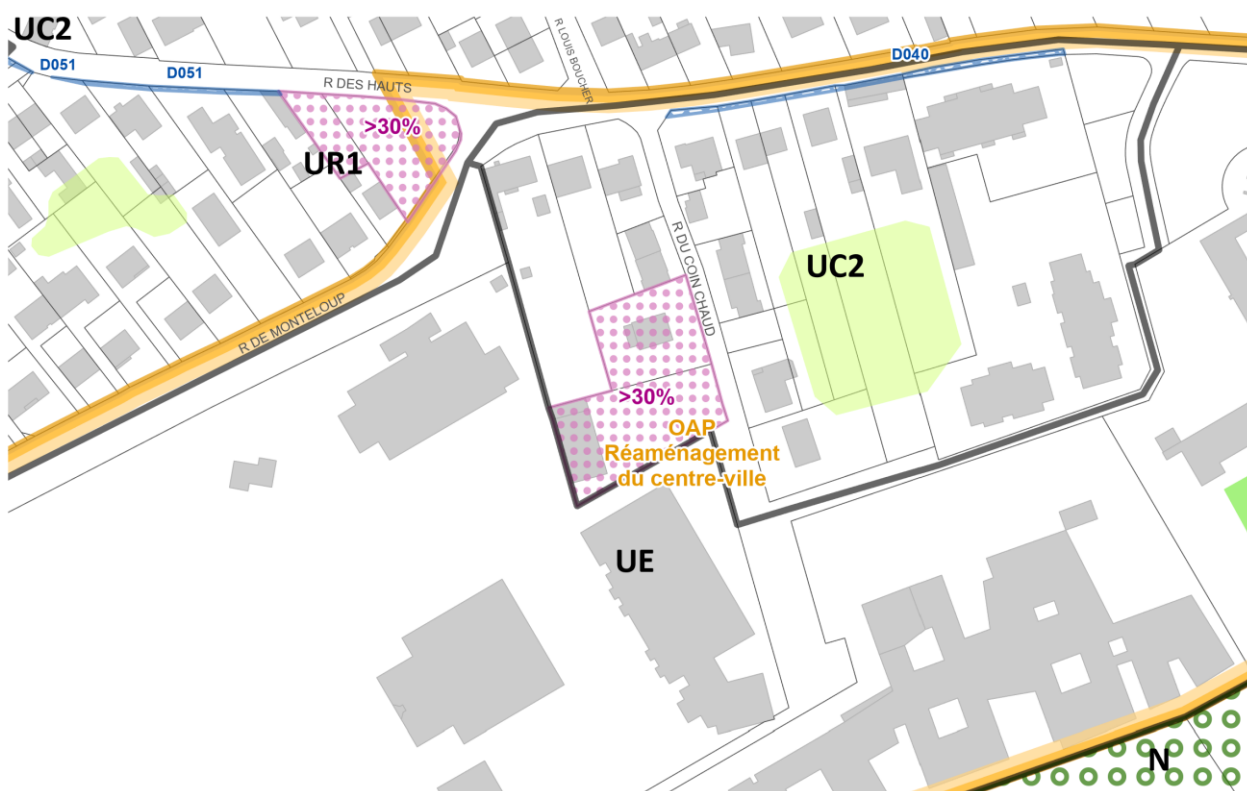 UC2
D051
D051
R DES HAUTS
R LOUIS BOUCHER
D040
>30%
UR1
R DE MONTELOUP
R DU COIN CHAUD
UC2
>30%
OAP
Réaménagement
du centre-ville
UE
N